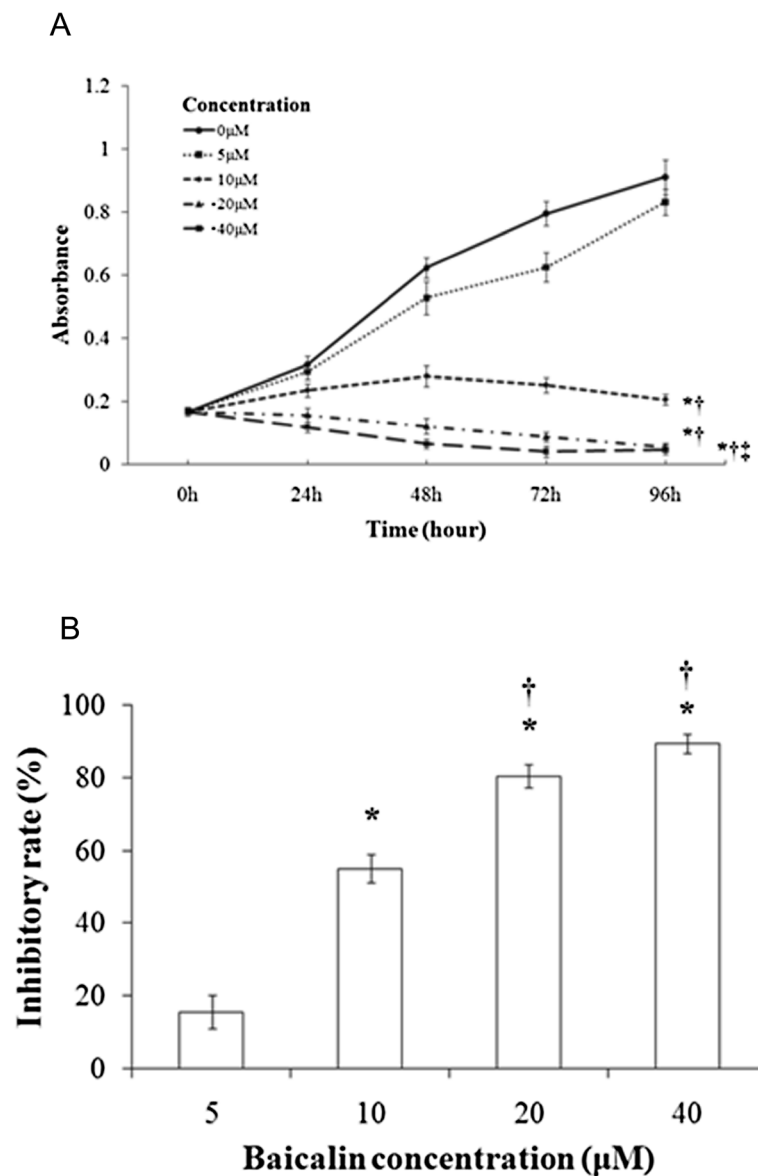 A
1.2
Concentration
0μM
5μM
10μM
20μM
40μM
1
0.8
0.6
0.4
0.2
0
Absorbance
*†
*†
*†‡
0h 24h 48h 72h 96h
Time (hour)
B
† †
* *
*
100
80
60
40
20
0
Inhibitory rate (%)
5 10 20 40
Baicalin concentration (μM)